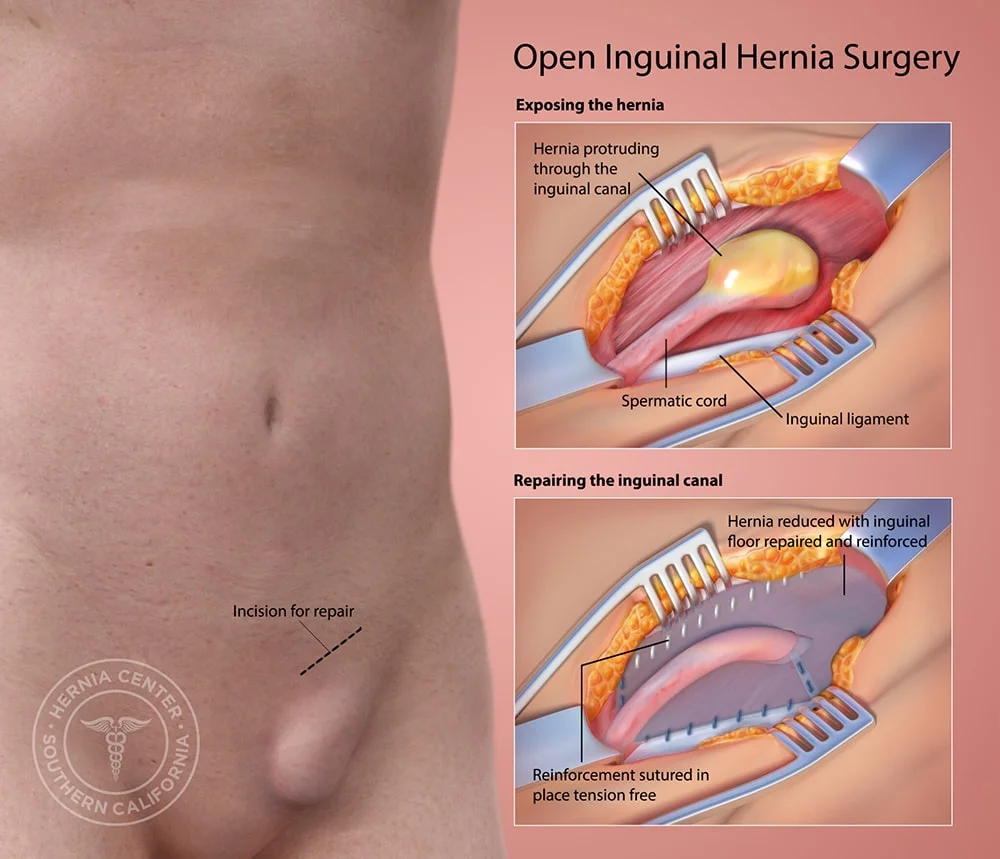 Open Inguinal Hernia Surgery
Exposing the hernia
Hernia protruding
through the
inguinal canal
Spermatic cord
Inguinal ligament
Repairing the inguinal canal
Hernia reduced with inguinal
floor repaired and reinforced
Reinforcement sutured in
place tension free
Incision for repair
· HERNIA CENTER ·
SOUTHERN CALIFORNIA